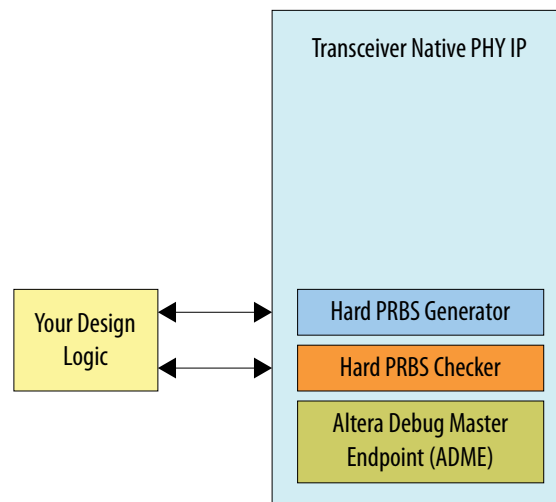 Transceiver Native PHY IP
Your Design
Logic
Hard PRBS Generator
Hard PRBS Checker
Altera Debug Master
Endpoint (ADME)